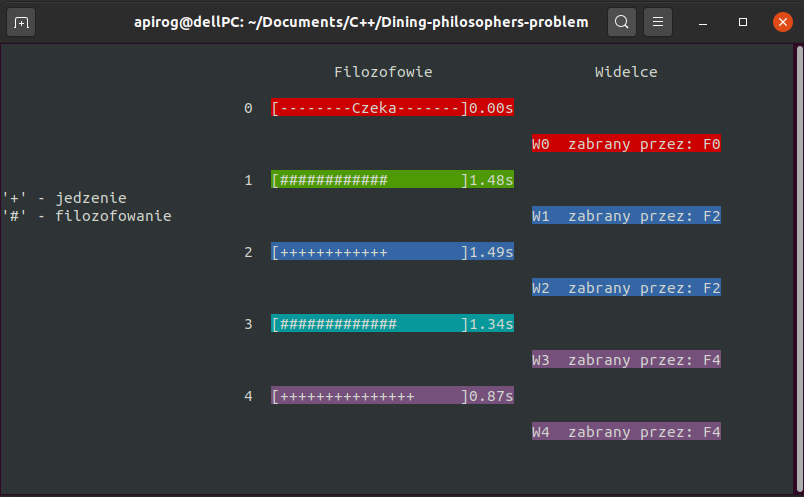 apirog@dellPC: ~/Documents/C++/Dining-philosophers-problem
Filozofowie Widelce
0 [--------Czeka-------]0.00s
W0 zabrany przez: F0
1 [############ ]1.48s
'+' - jedzenie
'#' - filozofowanie
W1 zabrany przez: F2
2 [++++++++++++ ]1.49s
W2 zabrany przez: F2
3 [############# ]1.34s
W3 zabrany przez: F4
4 [+++++++++++++++ ]0.87s
W4 zabrany przez: F4